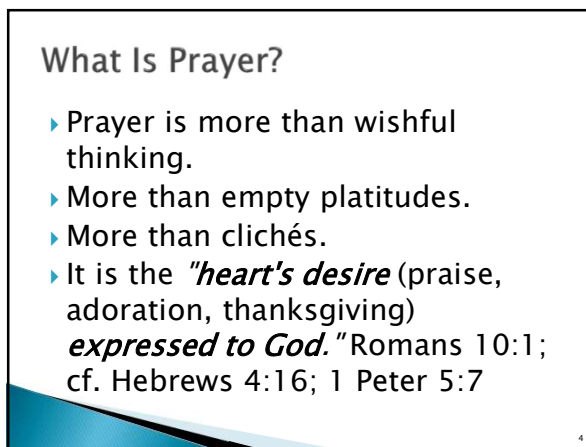 What Is Prayer?
Prayer is more than wishful
thinking.
More than empty platitudes.
More than clichés.
It is the "heart's desire (praise,
adoration, thanksgiving)
expressed to God." Romans 10:1;
cf. Hebrews 4:16; 1 Peter 5:7
4